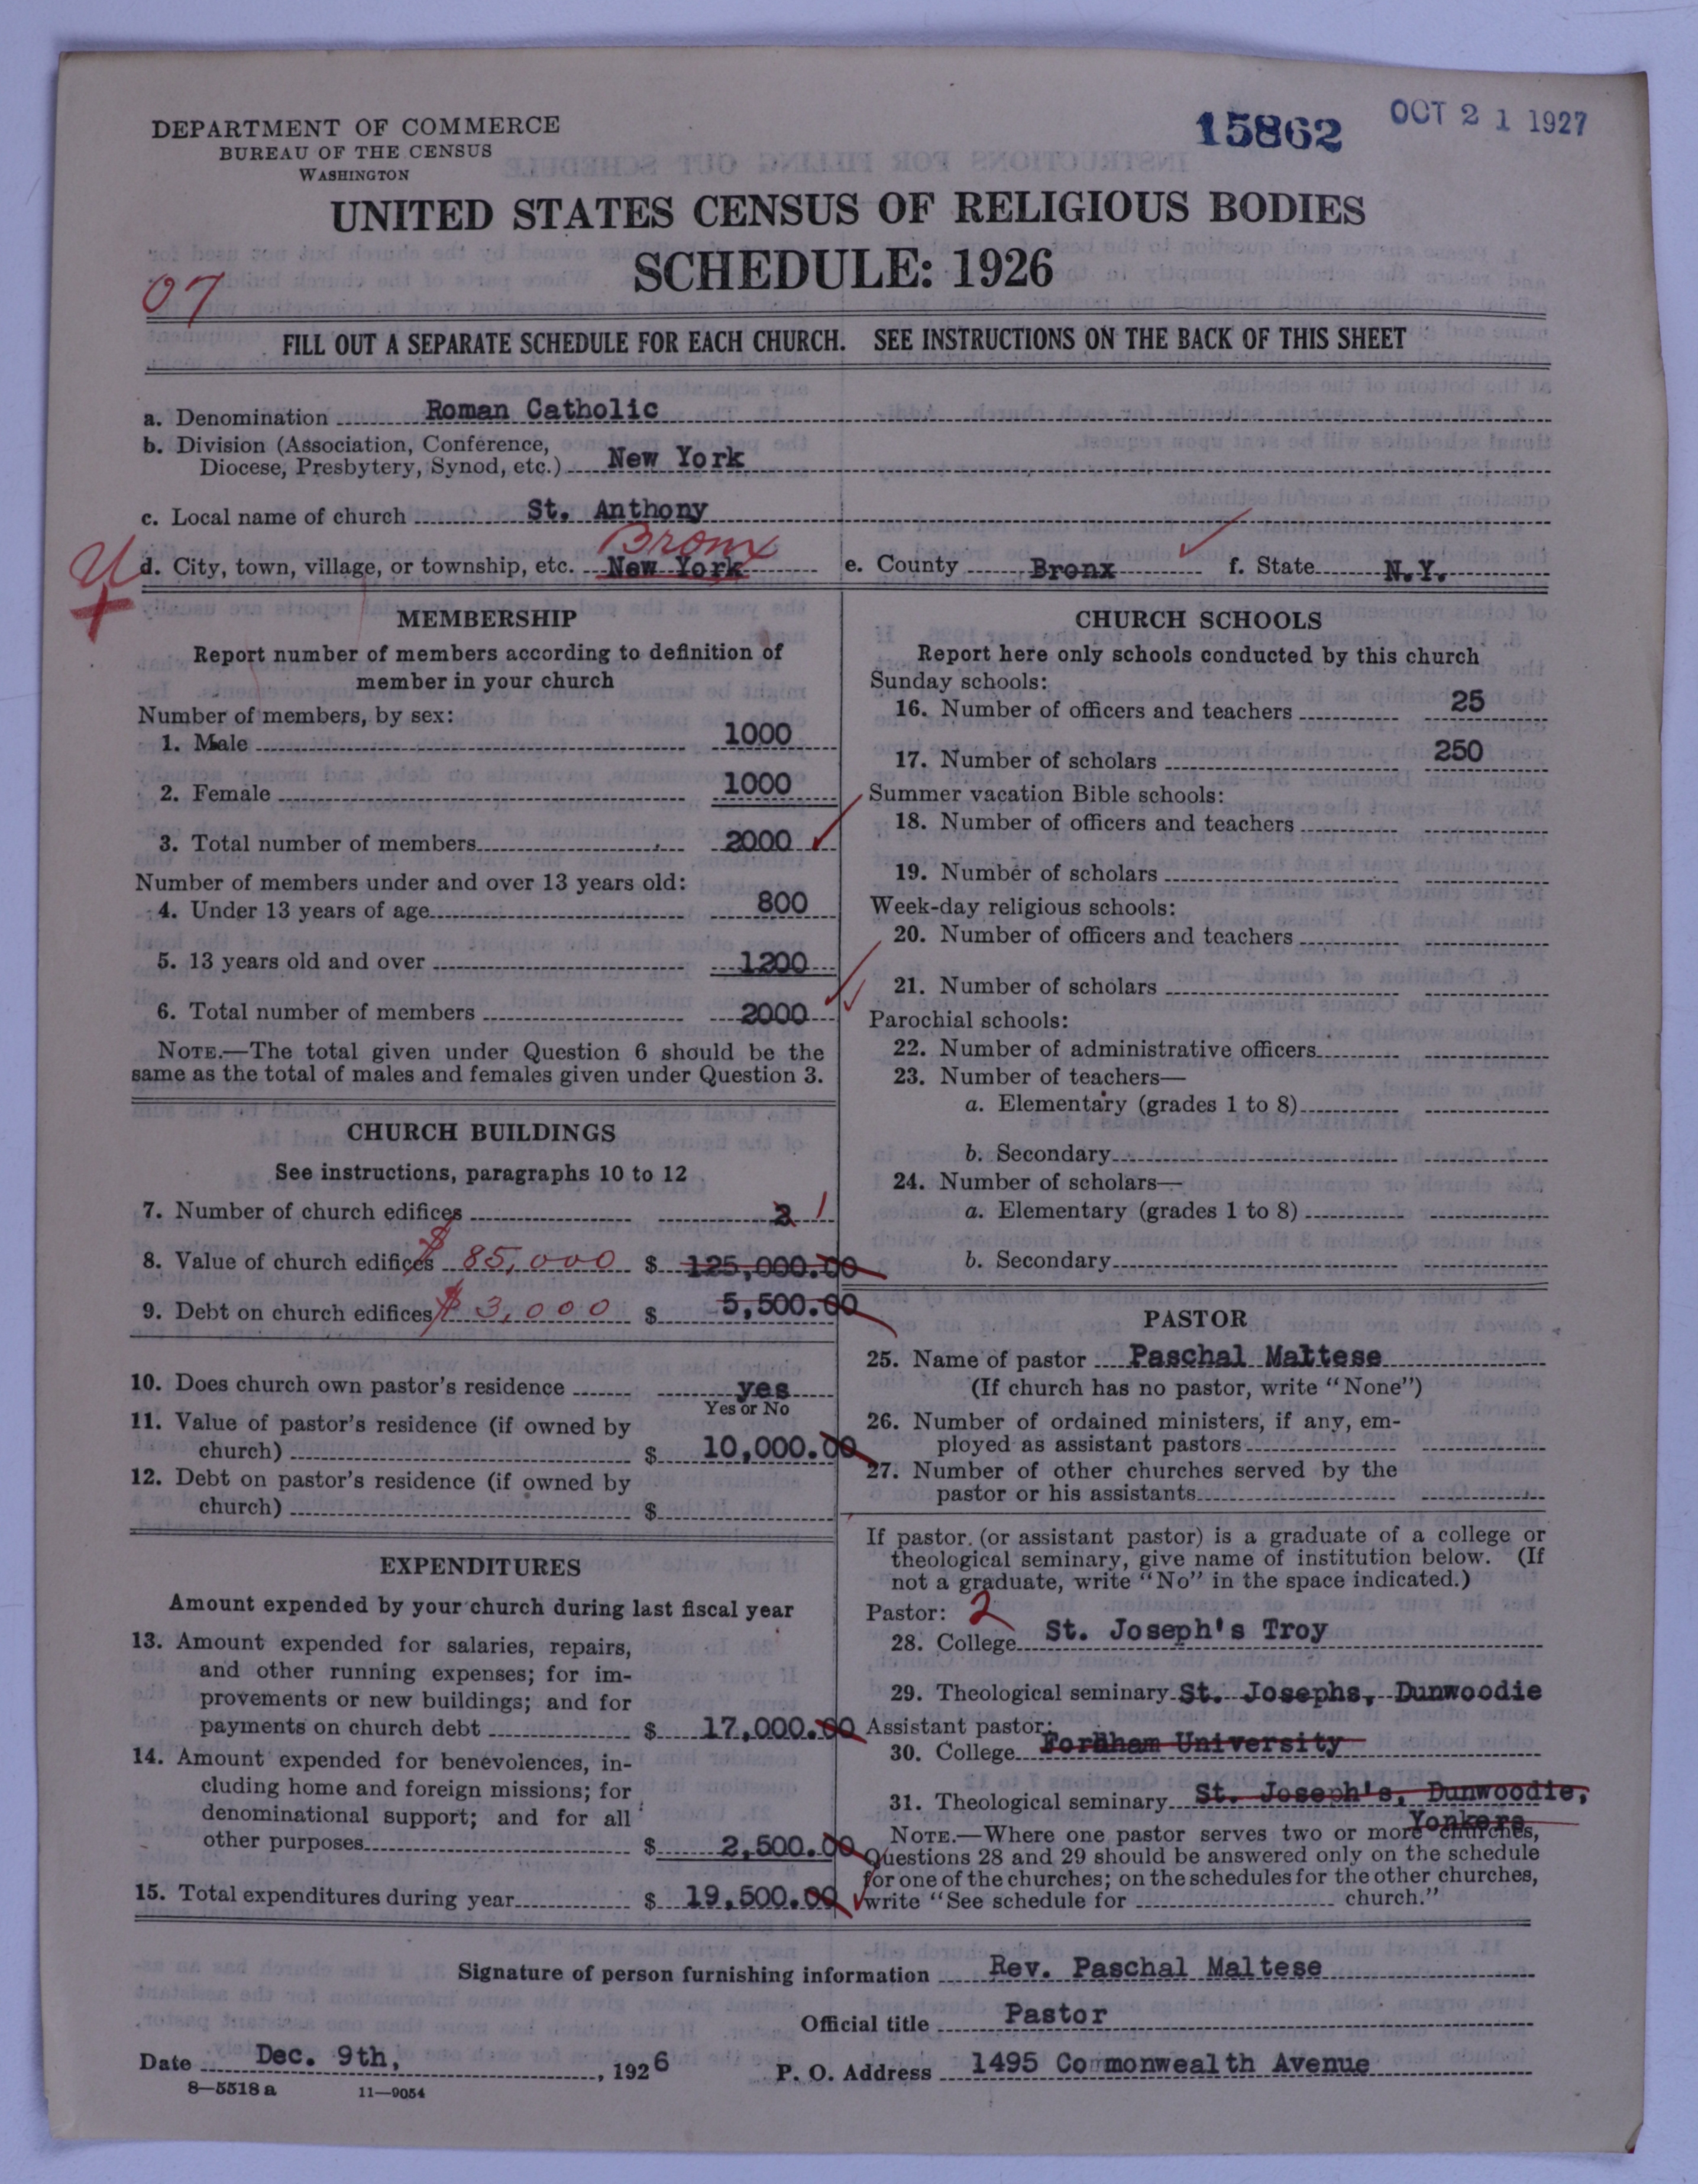 DEPARTMENT OF COMMERCE
BUREAU OF THE CENSUS
WASHINGTON
15862
OCT 21 1927
UNITED STATES CENSUS OF RELIGIOUS BODIES
SCHEDULE: 1926
07
FILL OUT A SEPARATE SCHEDULE FOR EACH CHURCH. SEE INSTRUCTIONS ON THE BACK OF THIS SHEET
a. Denomination Roman Catholic
b. Division (Association, Conference,
Diocese, Presbytery, Synod, etc.) New York
c. Local name of church St. Anthony
Bronx
d. City, town, village, or township, etc. New York e. County Bronx f. State N.Y.
MEMBERSHIP
Report number of members according to definition of
member in your church
Number of members, by sex:
1. Male 1000
2. Female 1000
3. Total number of members 2000
Number of members under and over 13 years old:
4. Under 13 years of age 800
5. 13 years old and over 1200
6. Total number of members 2000
NOTE.—The total given under Question 6 should be the
same as the total of males and females given under Question 3.
CHURCH BUILDINGS
See instructions, paragraphs 10 to 12
7. Number of church edifices 1
8. Value of church edifices $ 85,000 $ 125,000.00
9. Debt on church edifices $ 3,000 $ 5,500.00
10. Does church own pastor's residence yes
Yes or No
11. Value of pastor's residence (if owned by
church) $ 10,000.00
12. Debt on pastor's residence (if owned by
church) $
EXPENDITURES
Amount expended by your church during last fiscal year
13. Amount expended for salaries, repairs,
and other running expenses; for im-
provements or new buildings; and for
payments on church debt $ 17,000.00
14. Amount expended for benevolences, in-
cluding home and foreign missions; for
denominational support; and for all
other purposes $ 2,500.00
15. Total expenditures during year $ 19,500.00
CHURCH SCHOOLS
Report here only schools conducted by this church
Sunday schools:
16. Number of officers and teachers 25
17. Number of scholars 250
Summer vacation Bible schools:
18. Number of officers and teachers
19. Number of scholars
Week-day religious schools:
20. Number of officers and teachers
21. Number of scholars
Parochial schools:
22. Number of administrative officers
23. Number of teachers—
a. Elementary (grades 1 to 8)
b. Secondary
24. Number of scholars—
a. Elementary (grades 1 to 8)
b. Secondary
PASTOR
25. Name of pastor Paschal Maltese
(If church has no pastor, write "None")
26. Number of ordained ministers, if any, em-
ployed as assistant pastors
27. Number of other churches served by the
pastor or his assistants
If pastor (or assistant pastor) is a graduate of a college or
theological seminary, give name of institution below. (If
not a graduate, write "No" in the space indicated.)
Pastor: 2
28. College St. Joseph's Troy
29. Theological seminary St. Josephs, Dunwoodie
Assistant pastor:
30. College Fordham University
31. Theological seminary St. Joseph's, Dunwoodie,
Yonkers
NOTE.—Where one pastor serves two or more churches,
Questions 28 and 29 should be answered only on the schedule
for one of the churches; on the schedules for the other churches,
write "See schedule for church."
Signature of person furnishing information Rev. Paschal Maltese
Official title Pastor
Date Dec. 9th, , 1926 P. O. Address 1495 Commonwealth Avenue
8—5518 a 11—9054